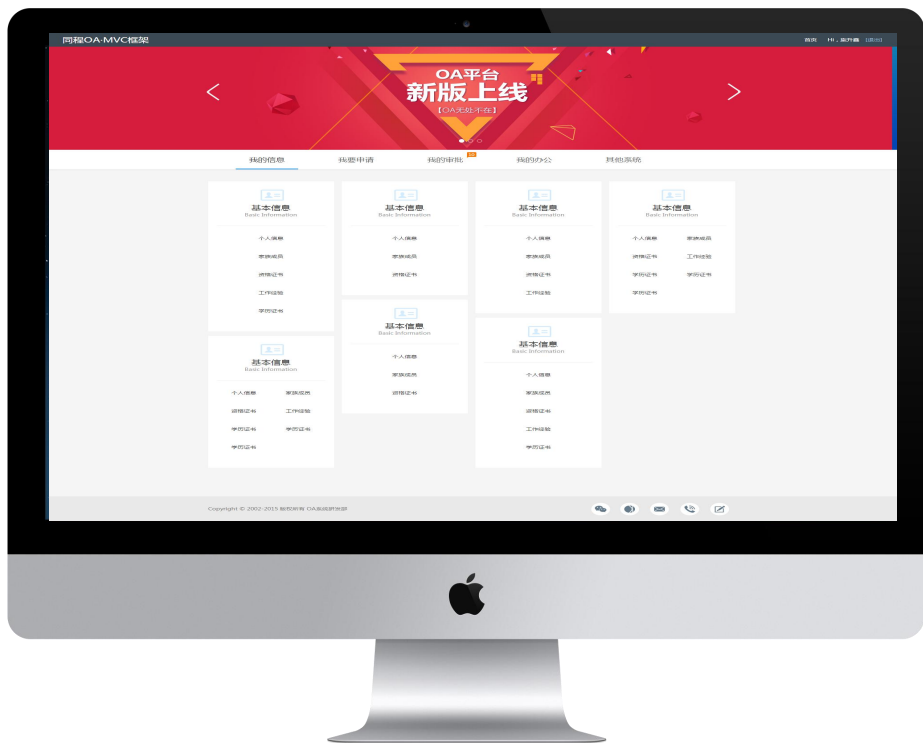 同程OA-MVC框架
首页 Hi，
OA平台
新版上线
【OA无处不在】
我的信息 我要申请 我的审批 我的办公 其他系统
基本信息
Basic Information
个人信息
家族成员
资格证书
工作经验
学历证书
基本信息
Basic Information
个人信息 家族成员
资格证书 工作经验
学历证书 学历证书
学历证书
基本信息
Basic Information
个人信息
家族成员
资格证书
基本信息
Basic Information
个人信息
家族成员
资格证书
基本信息
Basic Information
个人信息
家族成员
资格证书
工作经验
基本信息
Basic Information
个人信息
家族成员
资格证书
工作经验
学历证书
基本信息
Basic Information
个人信息 家族成员
资格证书 工作经验
学历证书 学历证书
学历证书
Copyright © 2002-2015 版权所有 OA系统研发部